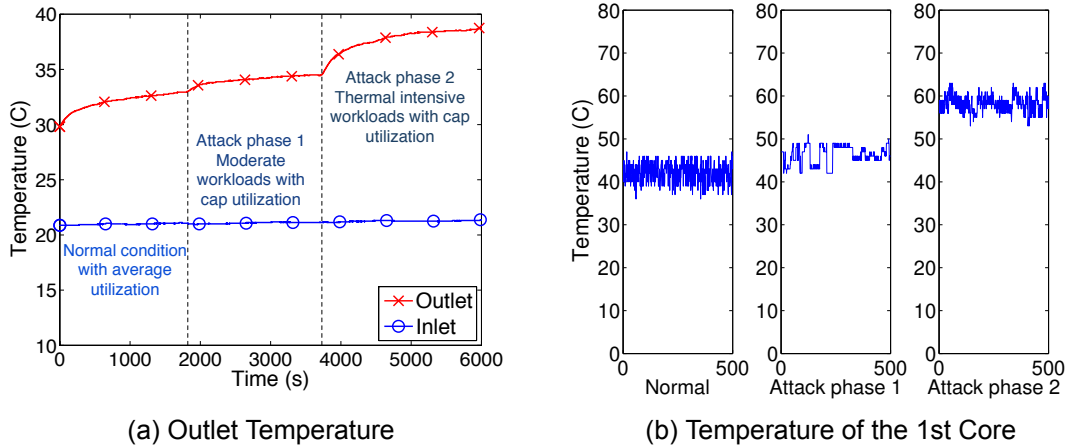 Temperature (C)
40
35
30
25
20
15
10
0
1000
2000
3000
4000
5000
6000
Time (s)
Attack phase 2
Thermal intensive
workloads with cap
utilization
Attack phase 1
Moderate
workloads with
cap utilization
Normal condition
with average
utilization
Outlet
Inlet
(a) Outlet Temperature
Temperature (C)
80
70
60
50
40
30
20
10
0
0
500
Normal
80
70
60
50
40
30
20
10
0
0
500
Attack phase 1
80
70
60
50
40
30
20
10
0
0
500
Attack phase 2
(b) Temperature of the 1st Core